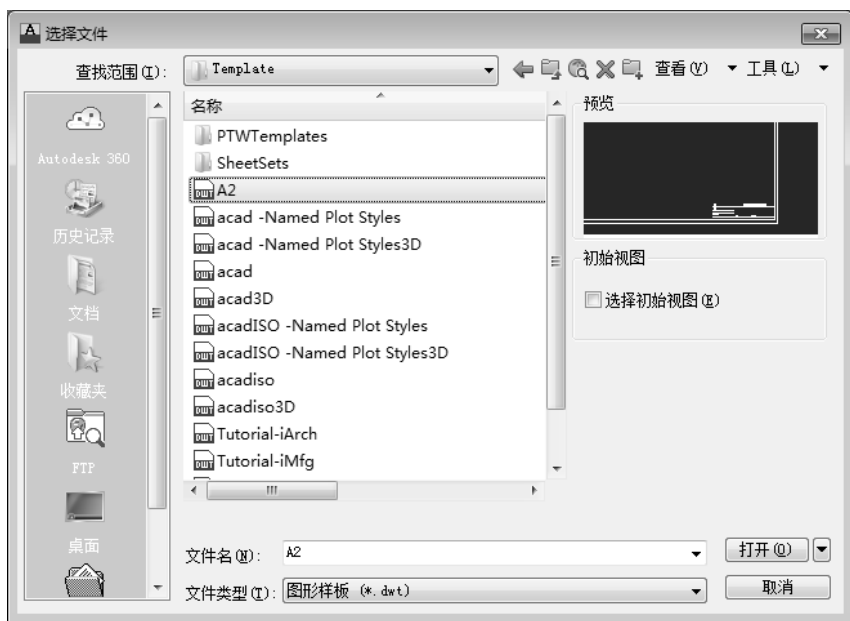 选择文件
查找范围(I):
Template
查看(V)
工具(L)
Autodesk 360
历史记录
文档
收藏夹
FTP
桌面
名称
PTWTemplates
SheetSets
A2
acad -Named Plot Styles
acad -Named Plot Styles3D
acad
acad3D
acadISO -Named Plot Styles
acadISO -Named Plot Styles3D
acadiso
acadiso3D
Tutorial-iArch
Tutorial-iMfg
预览
初始视图
选择初始视图(E)
文件名(N):
A2
打开(O)
文件类型(T):
图形样板 (*.dwt)
取消